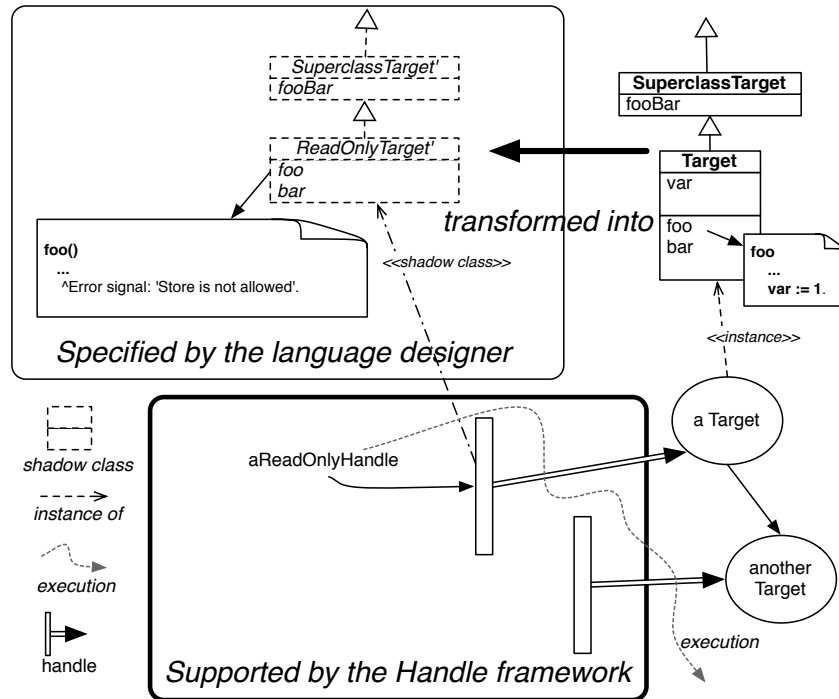 SuperclassTarget'
fooBar
ReadOnlyTarget'
foo
bar
foo()
...
^Error signal: 'Store is not allowed'.
<<shadow class>>
Specified by the language designer
transformed into
SuperclassTarget
fooBar
Target
var
foo
bar
foo
...
var := 1.
<<instance>>
a Target
another
Target
aReadOnlyHandle
execution
Supported by the Handle framework
shadow class
instance of
execution
handle